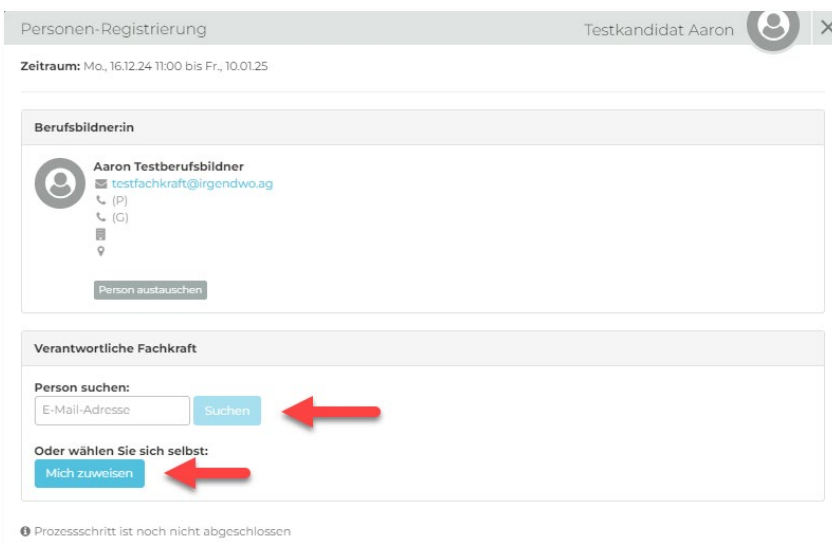 Personen-Registrierung
Testkandidat Aaron
Zeitraum: Mo., 16.12.24 11:00 bis Fr., 10.01.25
Berufsbildner:in
Aaron Testberufsbildner
testfachkraft@irgendwo.ag
(P)
(G)
Person austauschen
Verantwortliche Fachkraft
Person suchen:
E-Mail-Adresse Suchen
Oder wählen Sie sich selbst:
Mich zuweisen
Prozessschritt ist noch nicht abgeschlossen